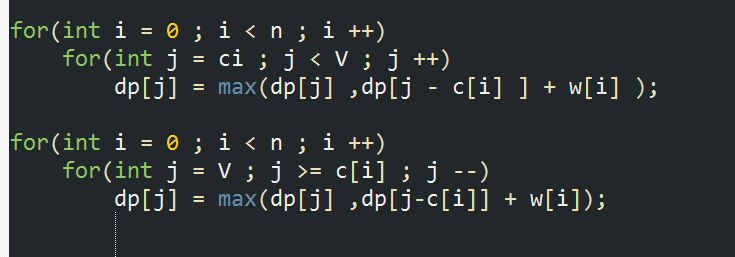 for(int i = 0 ; i < n ; i ++)
    for(int j = ci ; j < V ; j ++)
        dp[j] = max(dp[j] ,dp[j - c[i] ] + w[i] );

for(int i = 0 ; i < n ; i ++)
    for(int j = V ; j >= c[i] ; j --)
        dp[j] = max(dp[j] ,dp[j-c[i]] + w[i]);